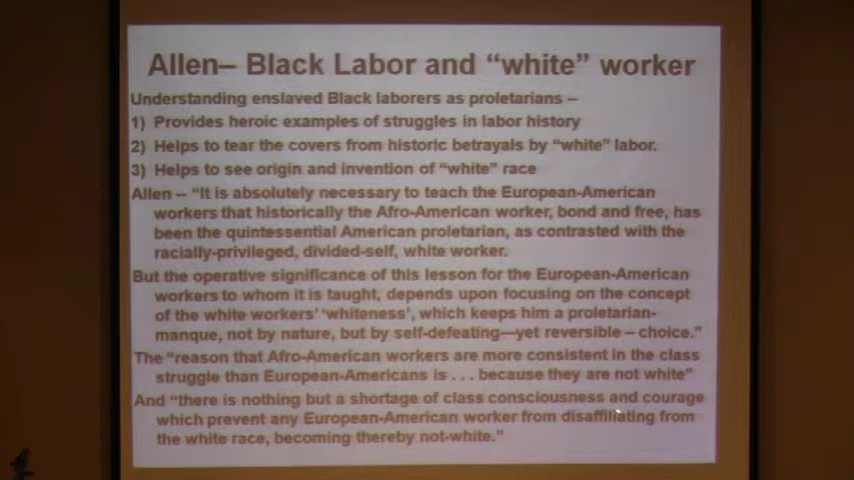 Allen– Black Labor and “white” worker
Understanding enslaved Black laborers as proletarians –
1) Provides heroic examples of struggles in labor history
2) Helps to tear the covers from historic betrayals by “white” labor.
3) Helps to see origin and invention of “white” race
Allen – “It is absolutely necessary to teach the European-American
workers that historically the Afro-American worker, bond and free, has
been the quintessential American proletarian, as contrasted with the
racially-privileged, divided-self, white worker.
But the operative significance of this lesson for the European-American
workers to whom it is taught, depends upon focusing on the concept
of the white workers’ ‘whiteness’, which keeps him a proletarian-
manque, not by nature, but by self-defeating—yet reversible – choice.”
The “reason that Afro-American workers are more consistent in the class
struggle than European-Americans is . . . because they are not white”
And “there is nothing but a shortage of class consciousness and courage
which prevent any European-American worker from disaffiliating from
the white race, becoming thereby not-white.”